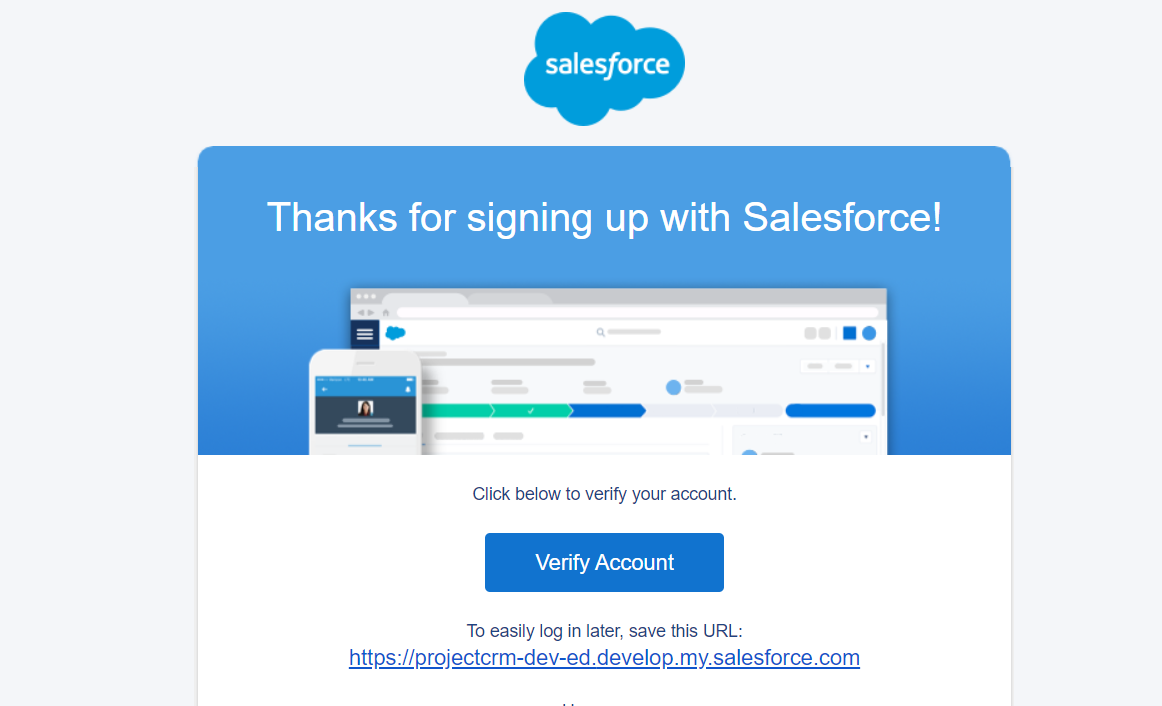 salesforce
Thanks for signing up with Salesforce!
Click below to verify your account.
Verify Account
To easily log in later, save this URL:
https://projectcrm-dev-ed.develop.my.salesforce.com